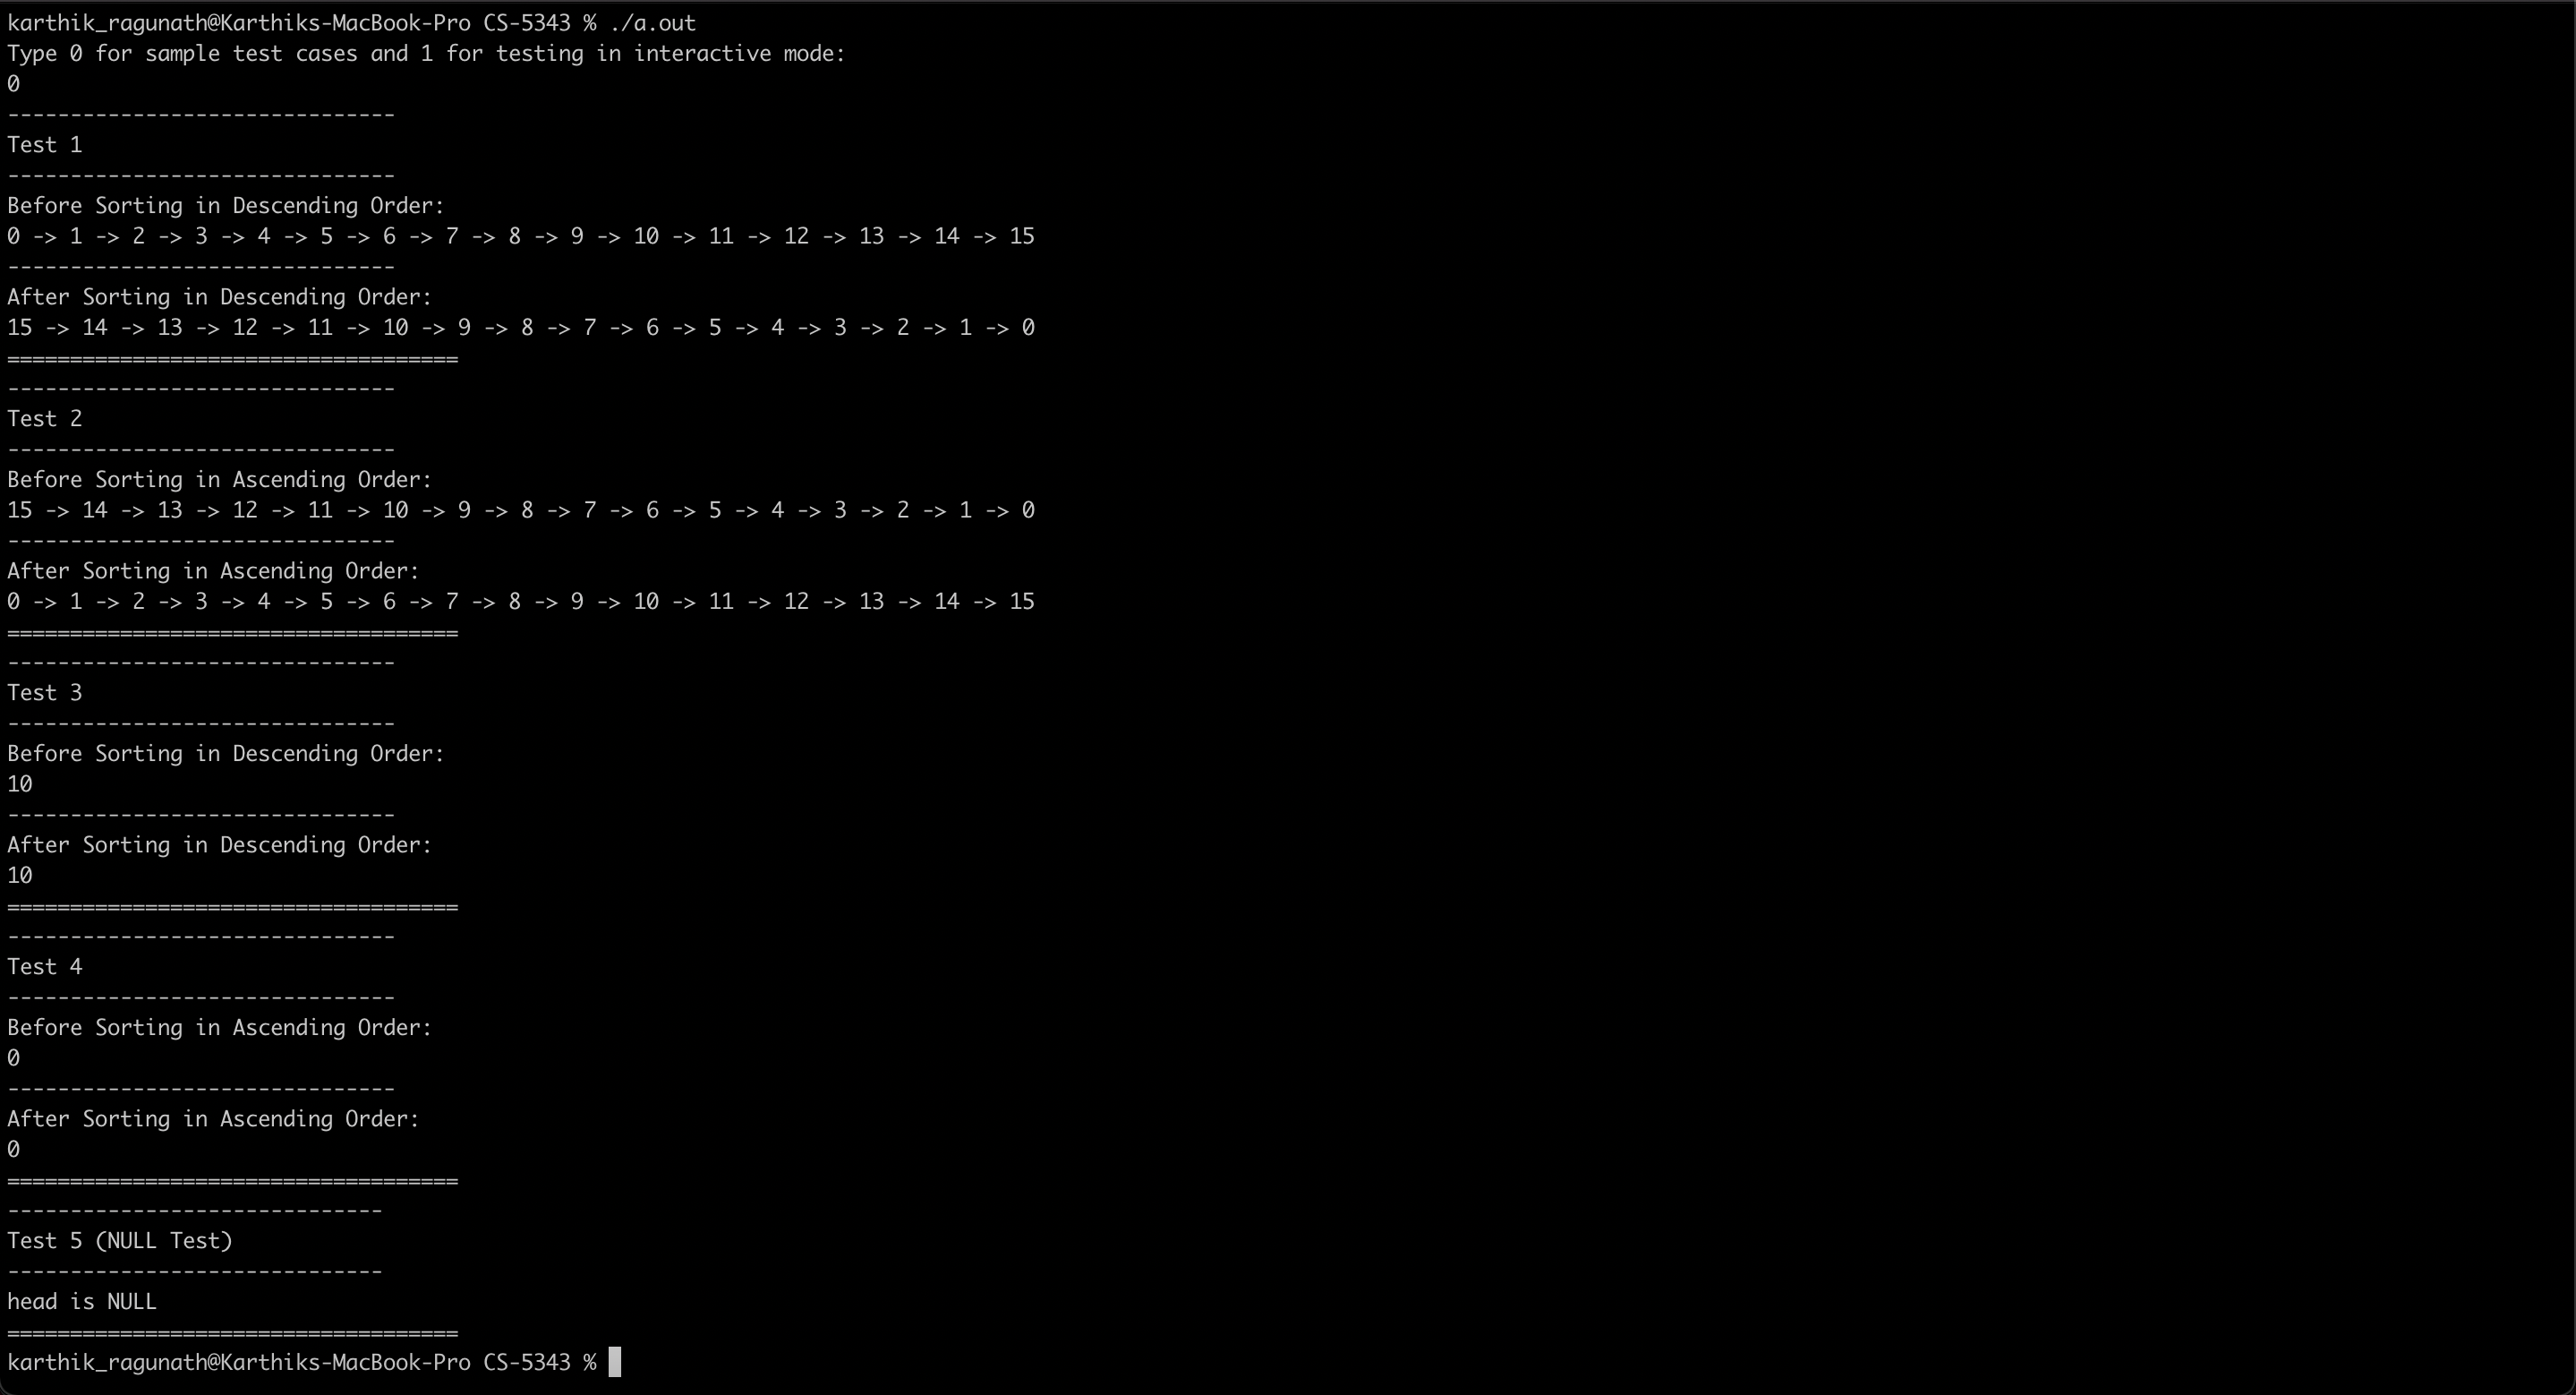 karthik_ragunath@Karthiks-MacBook-Pro CS-5343 % ./a.out
Type 0 for sample test cases and 1 for testing in interactive mode:
0
-------------------------------
Test 1
-------------------------------
Before Sorting in Descending Order:
0 -> 1 -> 2 -> 3 -> 4 -> 5 -> 6 -> 7 -> 8 -> 9 -> 10 -> 11 -> 12 -> 13 -> 14 -> 15
-------------------------------
After Sorting in Descending Order:
15 -> 14 -> 13 -> 12 -> 11 -> 10 -> 9 -> 8 -> 7 -> 6 -> 5 -> 4 -> 3 -> 2 -> 1 -> 0
====================================
-------------------------------
Test 2
-------------------------------
Before Sorting in Ascending Order:
15 -> 14 -> 13 -> 12 -> 11 -> 10 -> 9 -> 8 -> 7 -> 6 -> 5 -> 4 -> 3 -> 2 -> 1 -> 0
-------------------------------
After Sorting in Ascending Order:
0 -> 1 -> 2 -> 3 -> 4 -> 5 -> 6 -> 7 -> 8 -> 9 -> 10 -> 11 -> 12 -> 13 -> 14 -> 15
====================================
-------------------------------
Test 3
-------------------------------
Before Sorting in Descending Order:
10
-------------------------------
After Sorting in Descending Order:
10
====================================
-------------------------------
Test 4
-------------------------------
Before Sorting in Ascending Order:
0
-------------------------------
After Sorting in Ascending Order:
0
====================================
------------------------------
Test 5 (NULL Test)
------------------------------
head is NULL
====================================
karthik_ragunath@Karthiks-MacBook-Pro CS-5343 %